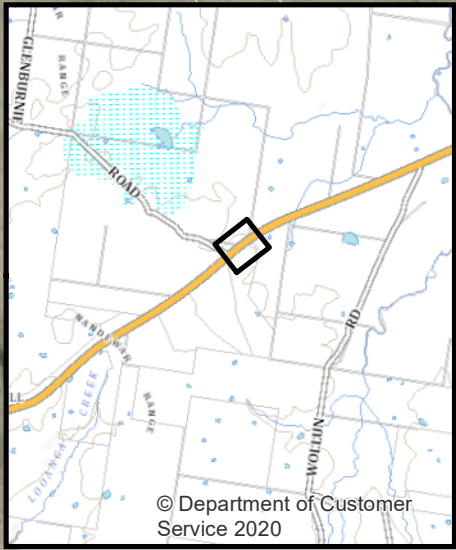 GLENBURNIE
RANGE
ROAD
NANDEWAR
RANGE
LOOANGA CREEK
RD
WOLLUN
© Department of Customer
Service 2020